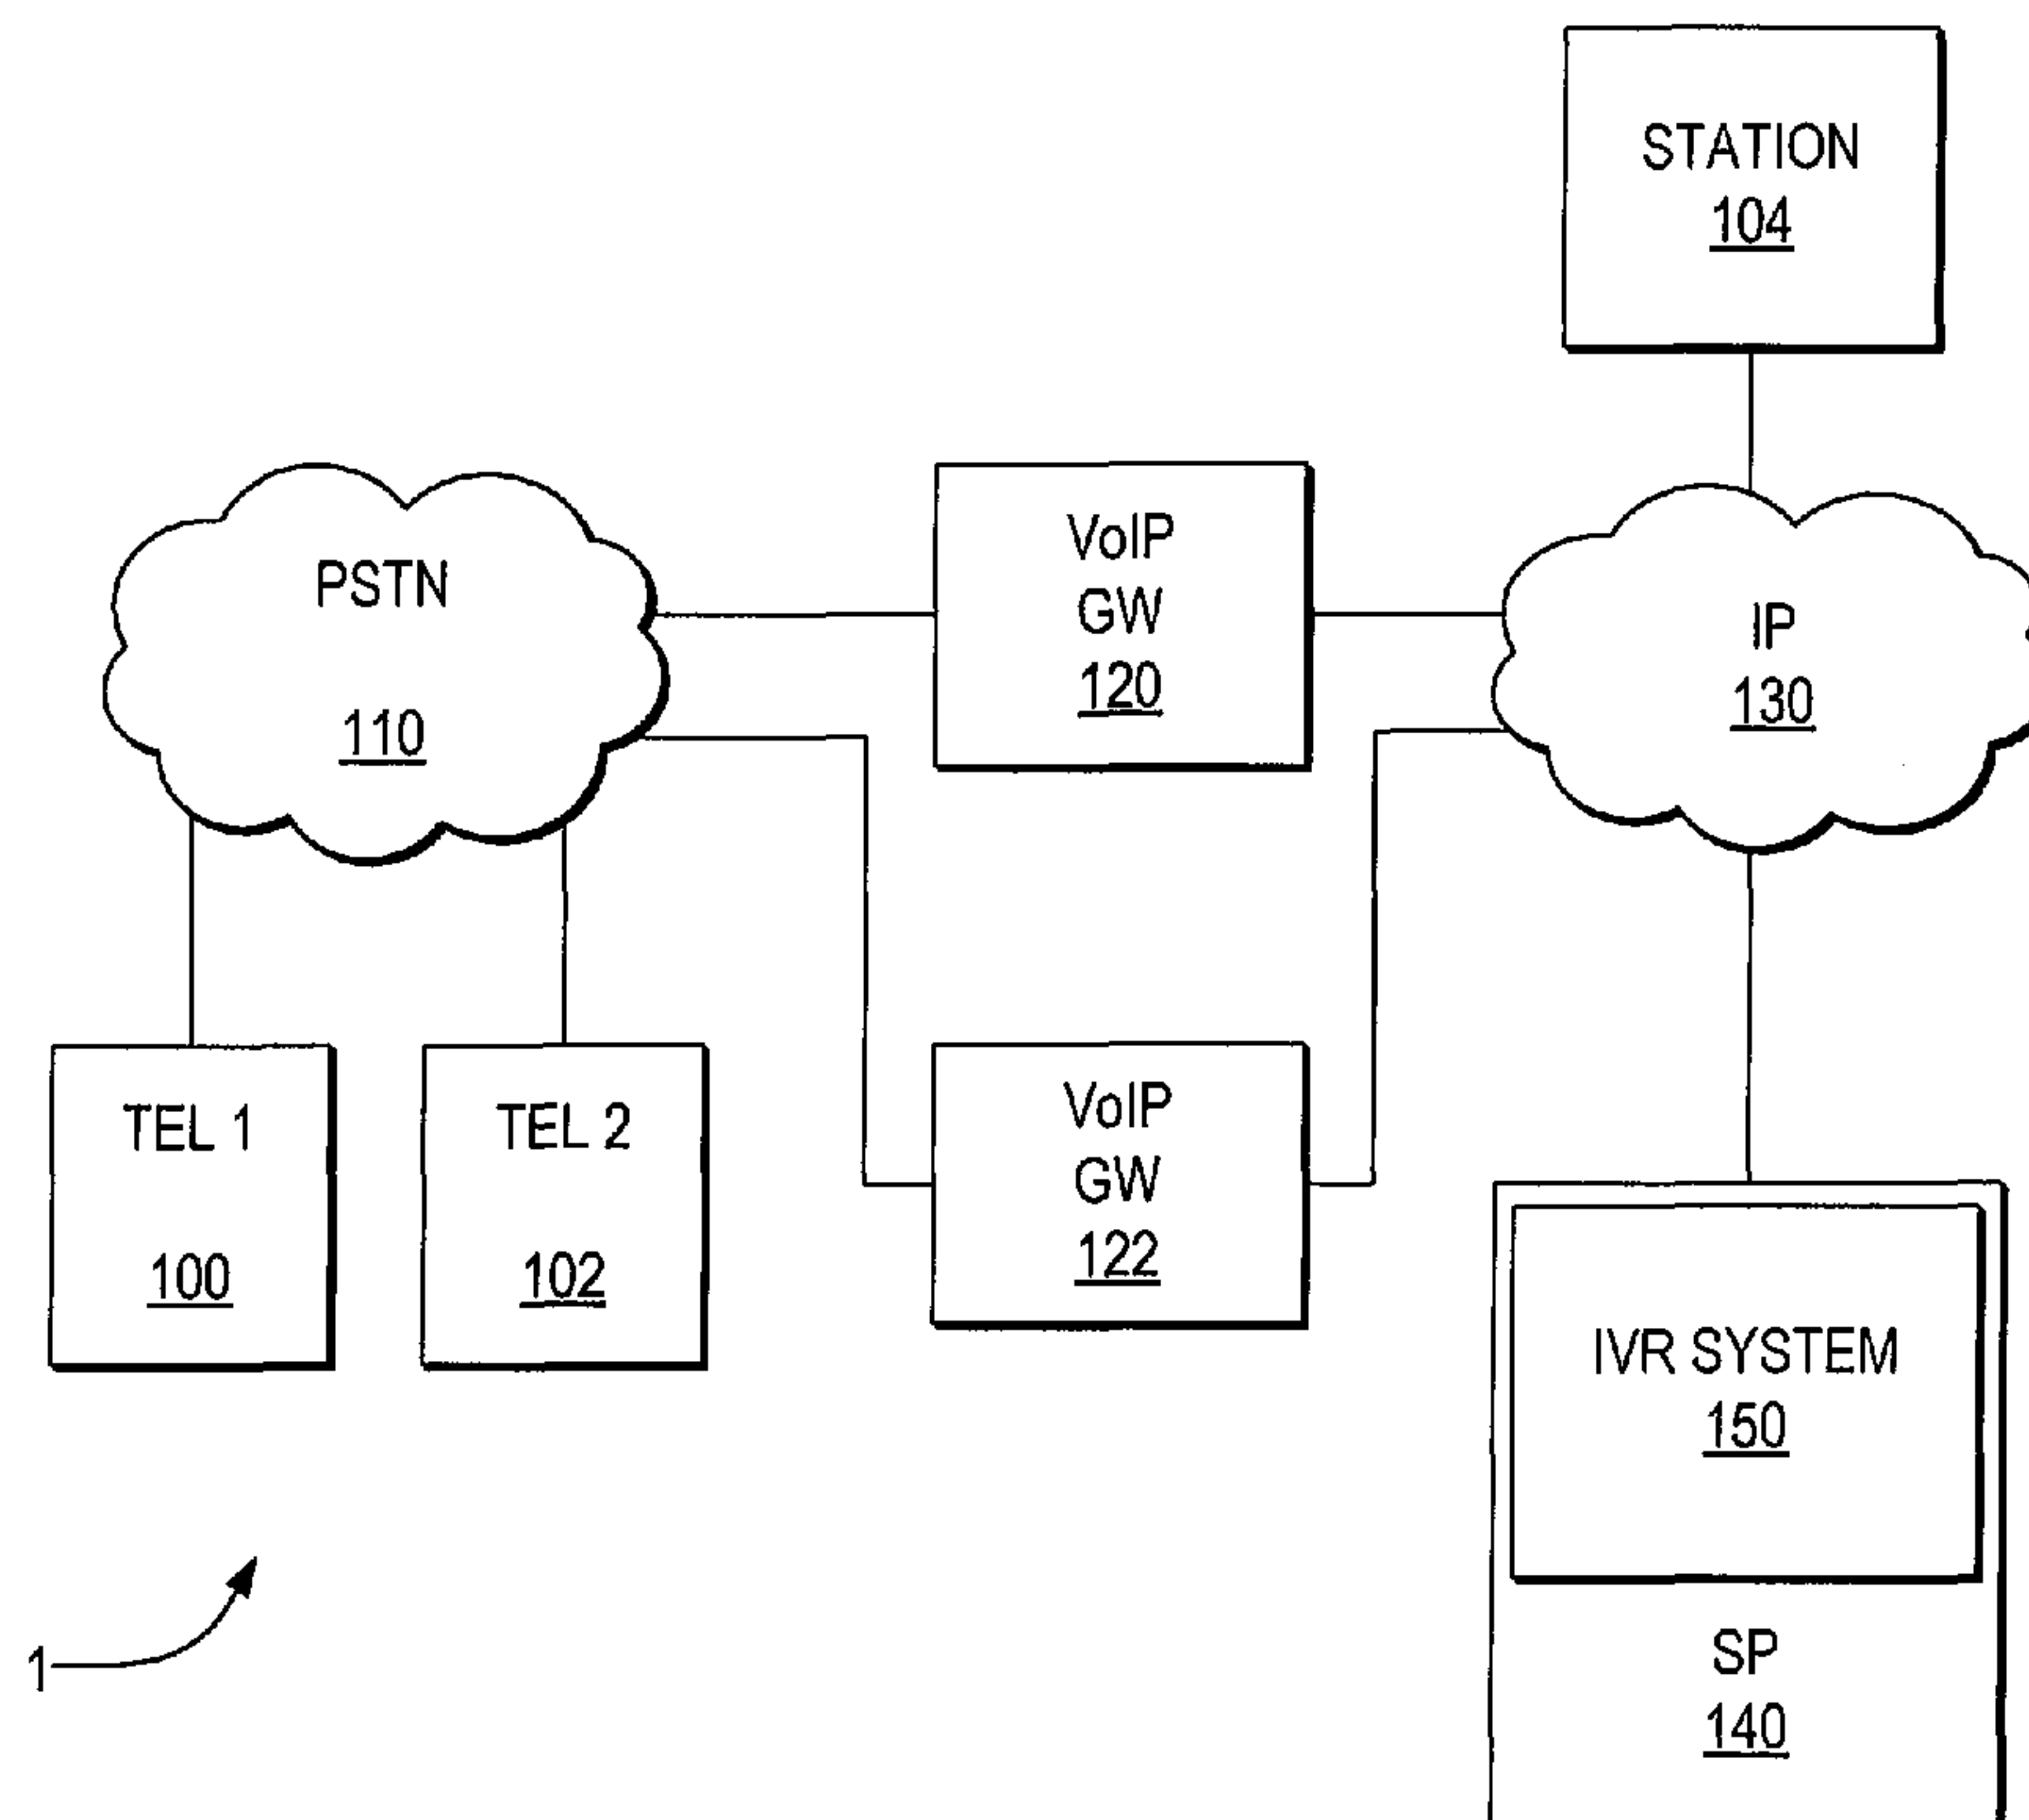 STATION
104
PSTN
110
VoIP
GW
120
IP
130
TEL 1
100
TEL 2
102
VoIP
GW
122
IVR SYSTEM
150
SP
140
1